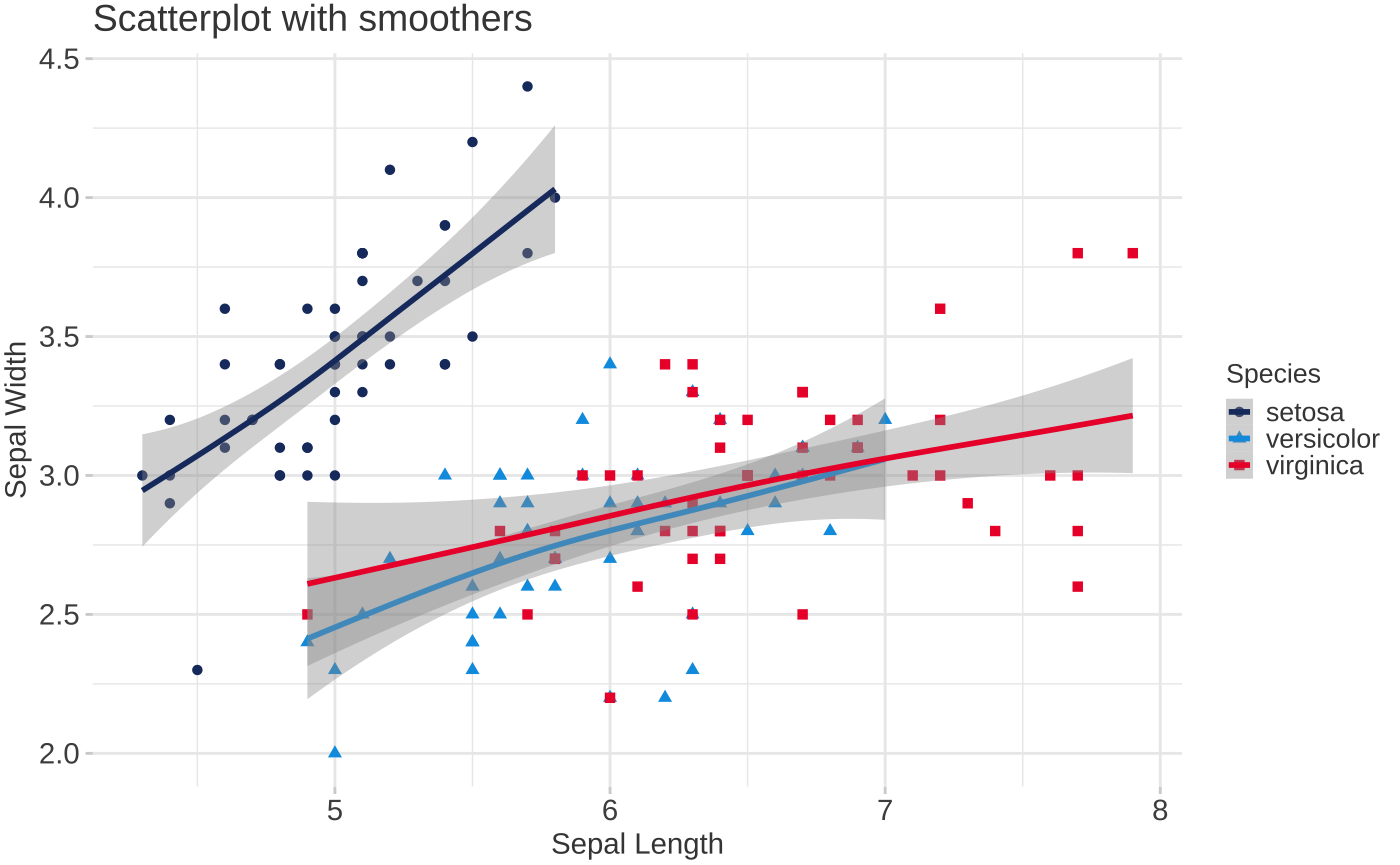 Scatterplot with smoothers
4.5
4.0
3.5
3.0
2.5
2.0
Sepal Width
5 6 7 8
Sepal Length
Species
setosa
versicolor
virginica